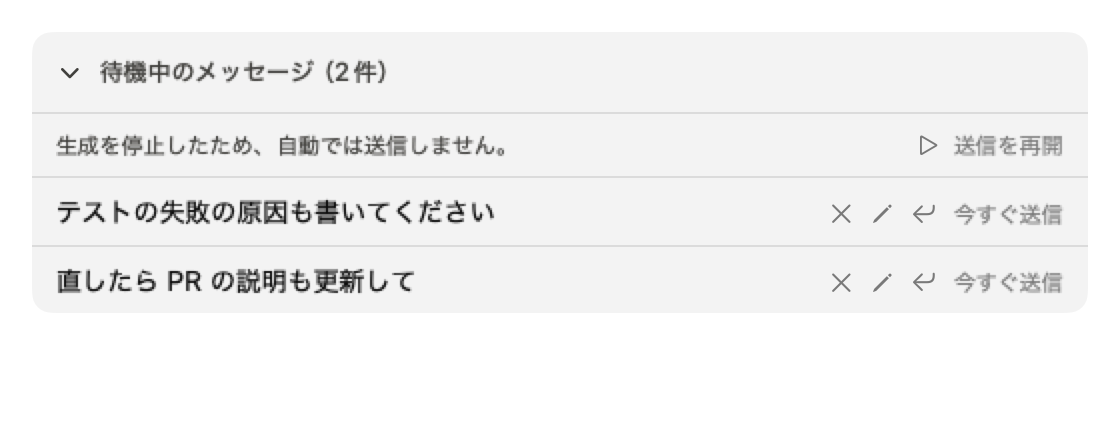 待機中のメッセージ（2件）
生成を停止したため、自動では送信しません。 送信を再開
テストの失敗の原因も書いてください 今すぐ送信
直したら PR の説明も更新して 今すぐ送信